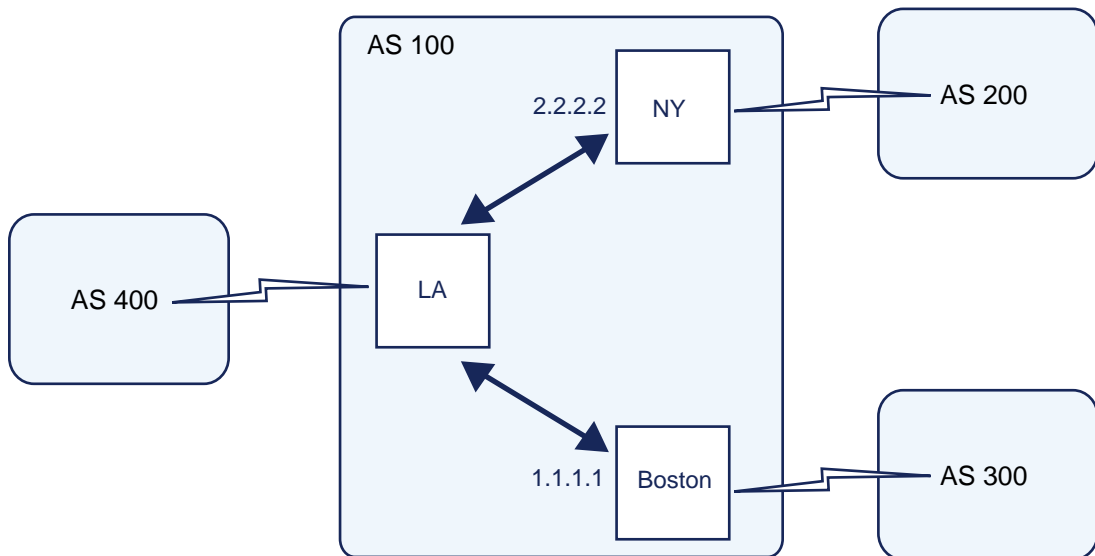 AS 100
2.2.2.2
NY
AS 200
AS 400
LA
1.1.1.1
Boston
AS 300